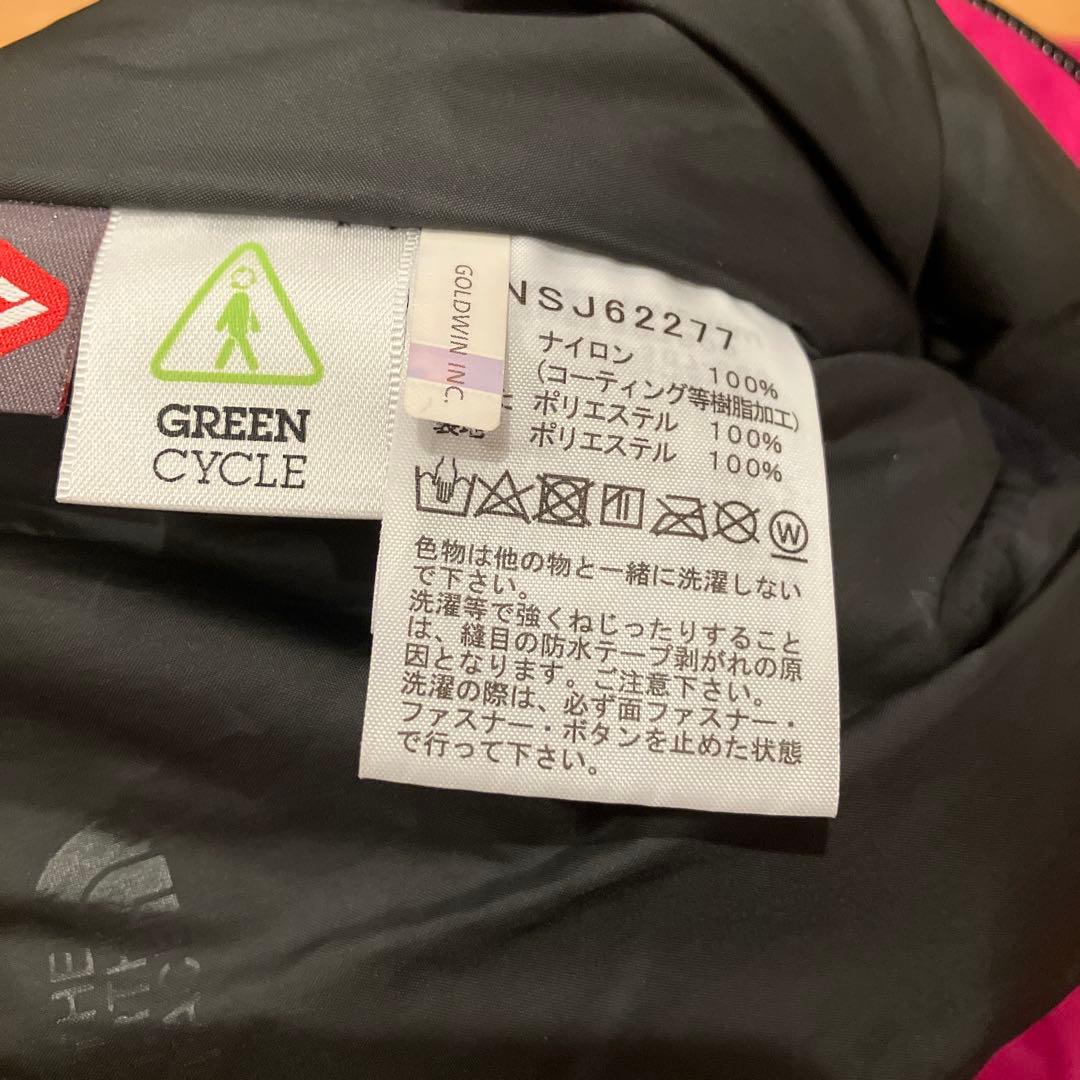 GREEN
CYCLE
GOLDWIN INC.
NSJ62277
ナイロン 100%
(コーティング等樹脂加工)
ポリエステル 100%
ポリエステル 100%
W
色物は他の物と一緒に洗濯しない
で下さい。
洗濯等で強くねじったりすること
は、縫目の防水テープ剥がれの原
因となります。ご注意下さい。
洗濯の際は、必ず面ファスナー・
ファスナー・ボタンを止めた状態
で行って下さい。
THE